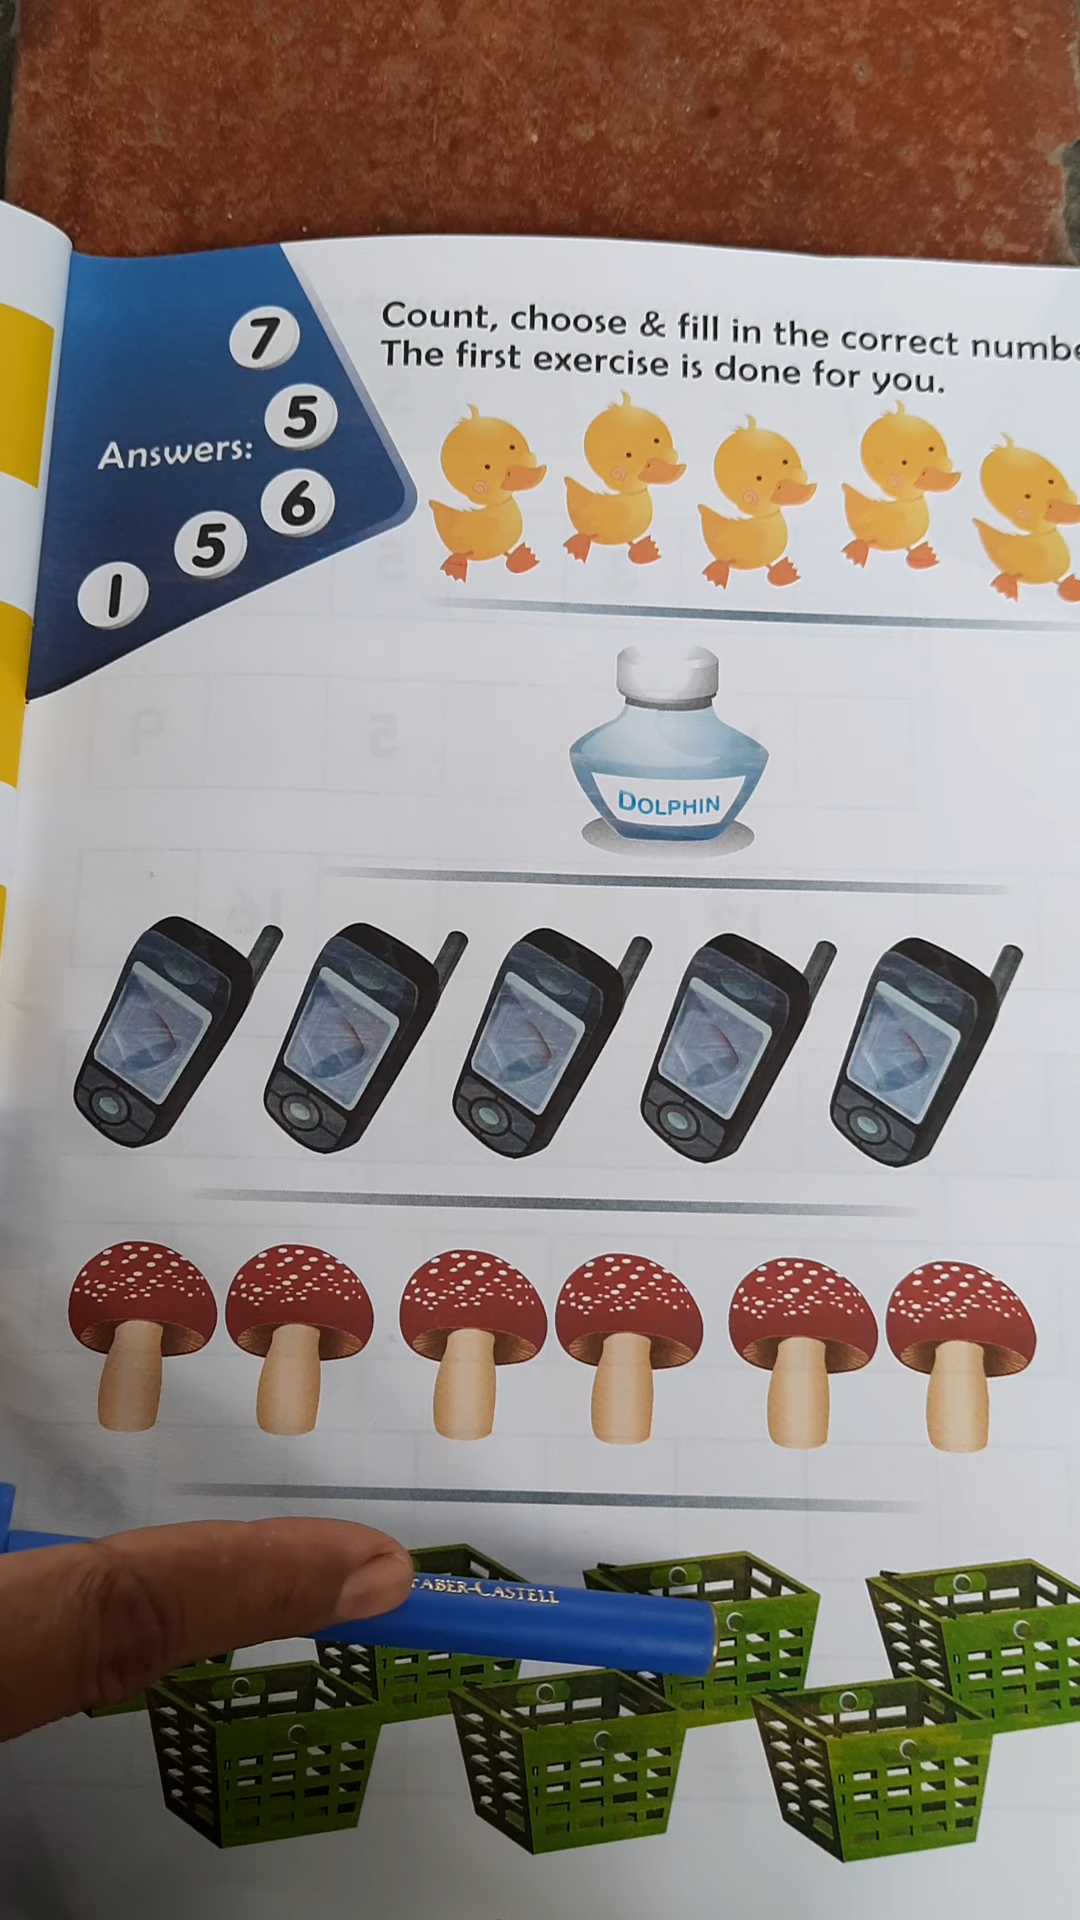 7
Count, choose & fill in the correct
The first exercise is done for you.
5
Answers:
6
5
1
DOLPHIN
FABER-CASTELL